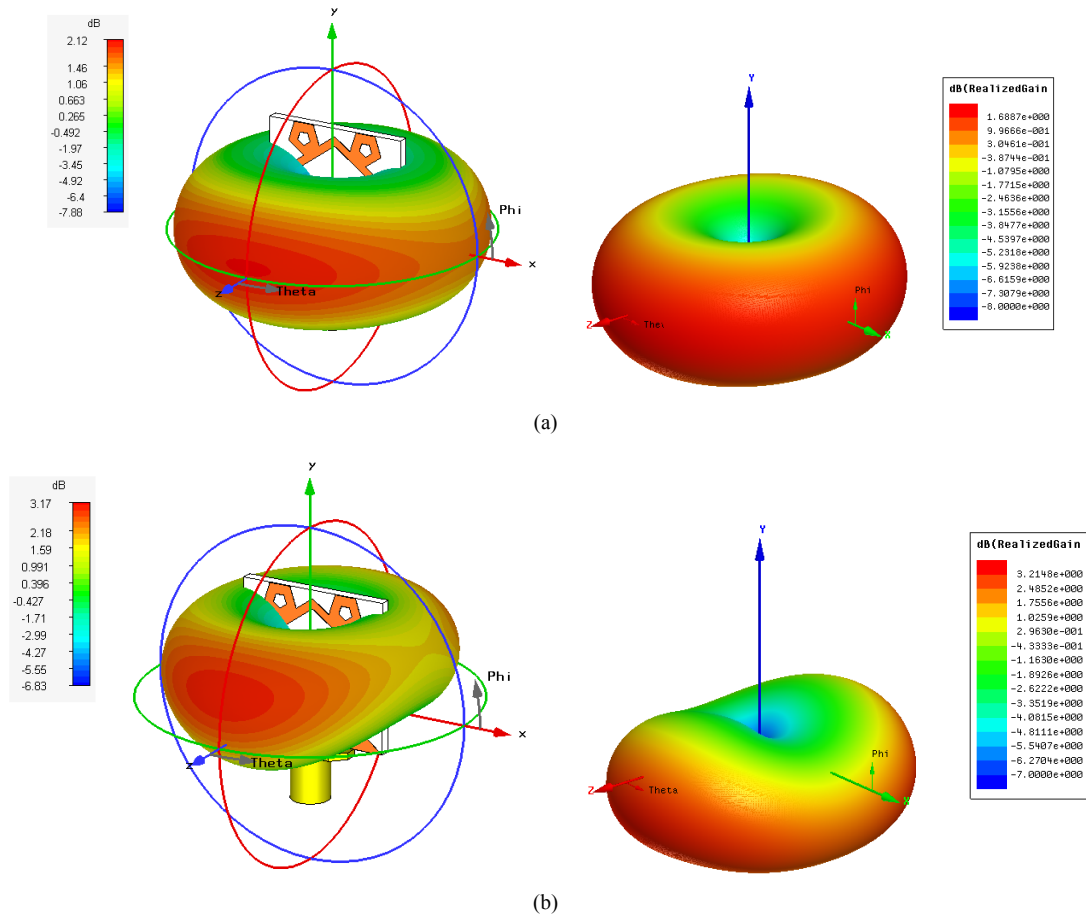 dB
2.12
1.46
1.06
0.663
0.265
-0.492
-1.97
-3.45
-4.92
-6.4
-7.88
y
Phi
x
z
Theta
Y
Phi
Z
The
X
dB(RealizedGain
1.6887e+000
9.9666e-001
3.0461e-001
-3.8744e-001
-1.0795e+000
-1.7715e+000
-2.4636e+000
-3.1556e+000
-3.8477e+000
-4.5397e+000
-5.2318e+000
-5.9238e+000
-6.6159e+000
-7.3079e+000
-8.0000e+000
(a)
dB
3.17
2.18
1.59
0.991
0.396
-0.427
-1.71
-2.99
-4.27
-5.55
-6.83
y
Phi
x
z
Theta
Y
Phi
Z
Theta
X
dB(RealizedGain
3.2148e+000
2.4852e+000
1.7556e+000
1.0259e+000
2.9630e-001
-4.3333e-001
-1.1630e+000
-1.8926e+000
-2.6222e+000
-3.3519e+000
-4.0815e+000
-4.8111e+000
-5.5407e+000
-6.2704e+000
-7.0000e+000
(b)